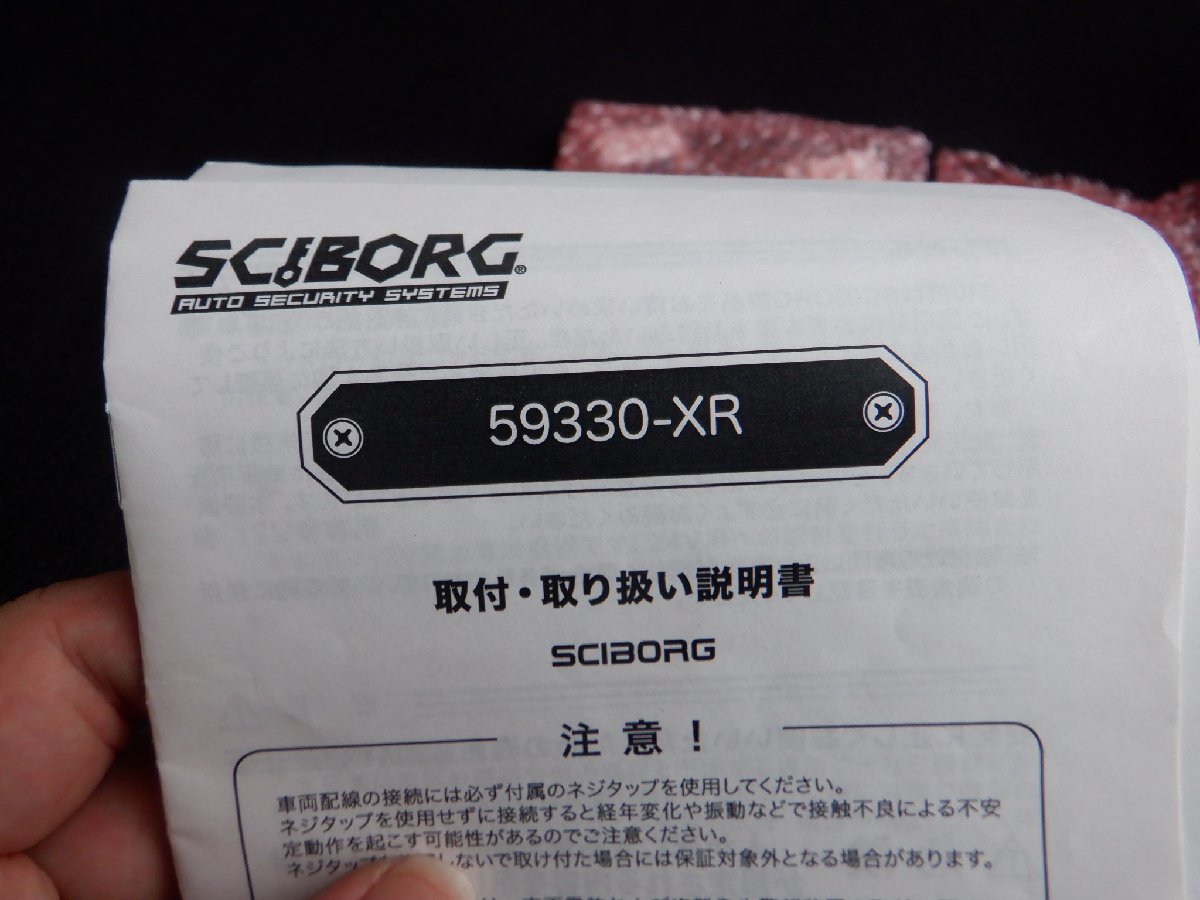 SCIBORG®
AUTO SECURITY SYSTEMS
59330-XR
取付・取り扱い説明書
SCIBORG
注意！
車両配線の接続には必ず付属のネジタップを使用してください。
ネジタップを使用せずに接続すると経年変化や振動などで接触不良による不安
定動作を起こす可能性があるのでご注意ください。
ネジタップ しないで取り付けた場合には保証対象外となる場合があります。